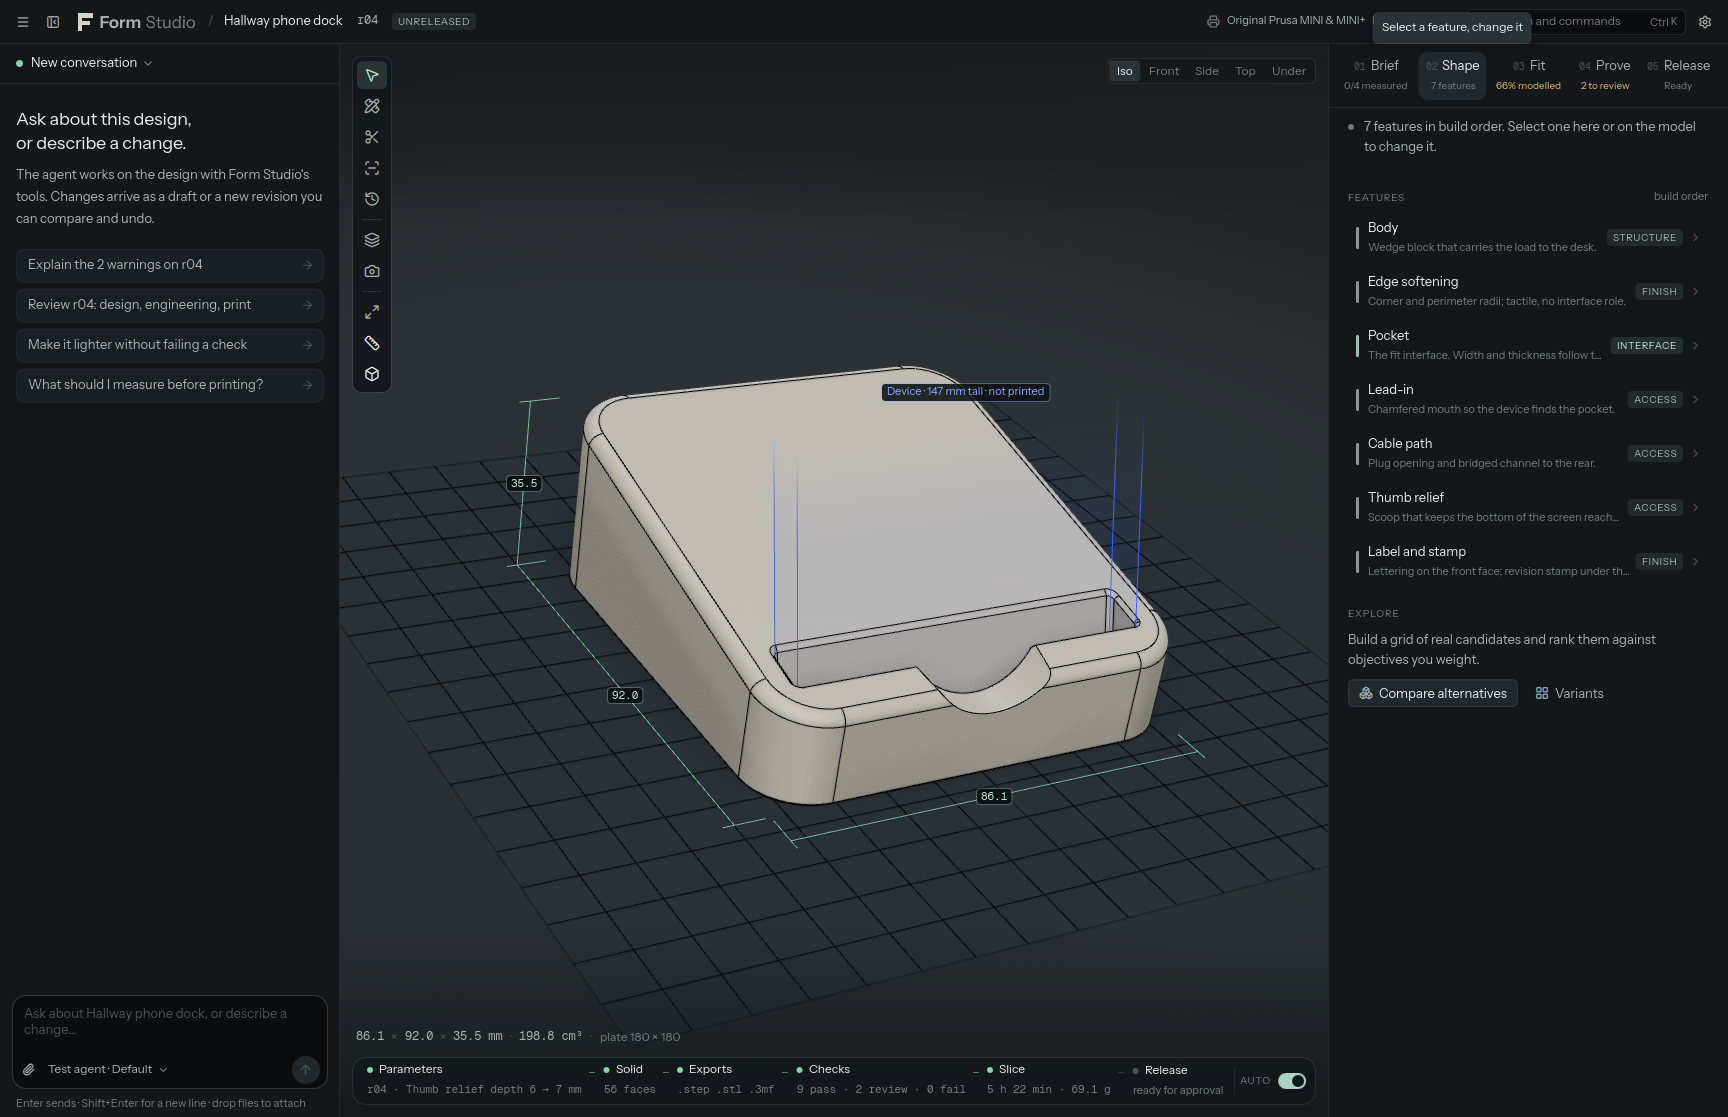 Form Studio / Hallway phone dock r04 UNRELEASED
Original Prusa MINI & MINI+
Select a feature, change it
and commands Ctrl K
New conversation
Ask about this design,
or describe a change.
The agent works on the design with Form Studio's
tools. Changes arrive as a draft or a new revision you
can compare and undo.
Explain the 2 warnings on r04
Review r04: design, engineering, print
Make it lighter without failing a check
What should I measure before printing?
Ask about Hallway phone dock, or describe a
change...
Test agent · Default
Enter sends · Shift+Enter for a new line · drop files to attach
Iso Front Side Top Under
Device · 147 mm tall · not printed
35.5
92.0
86.1
86.1 × 92.0 × 35.5 mm · 198.8 cm³ · plate 180 × 180
Parameters
r04 · Thumb relief depth 6 → 7 mm
Solid
56 faces
Exports
.step .stl .3mf
Checks
9 pass · 2 review · 0 fail
Slice
5 h 22 min · 69.1 g
Release
ready for approval
AUTO
01 Brief
0/4 measured
02 Shape
7 features
03 Fit
66% modelled
04 Prove
2 to review
05 Release
Ready
7 features in build order. Select one here or on the model
to change it.
FEATURES build order
Body
Wedge block that carries the load to the desk.
STRUCTURE
Edge softening
Corner and perimeter radii; tactile, no interface role.
FINISH
Pocket
The fit interface. Width and thickness follow t...
INTERFACE
Lead-in
Chamfered mouth so the device finds the pocket.
ACCESS
Cable path
Plug opening and bridged channel to the rear.
ACCESS
Thumb relief
Scoop that keeps the bottom of the screen reach...
ACCESS
Label and stamp
Lettering on the front face; revision stamp under th...
FINISH
EXPLORE
Build a grid of real candidates and rank them against
objectives you weight.
Compare alternatives
Variants